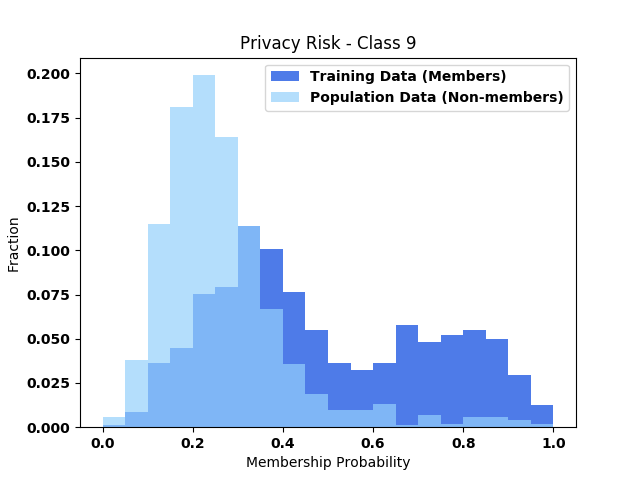 Privacy Risk - Class 9
Training Data (Members)
Population Data (Non-members)
0.200
0.175
0.150
0.125
0.100
0.075
0.050
0.025
0.000
Fraction
0.0 0.2 0.4 0.6 0.8 1.0
Membership Probability